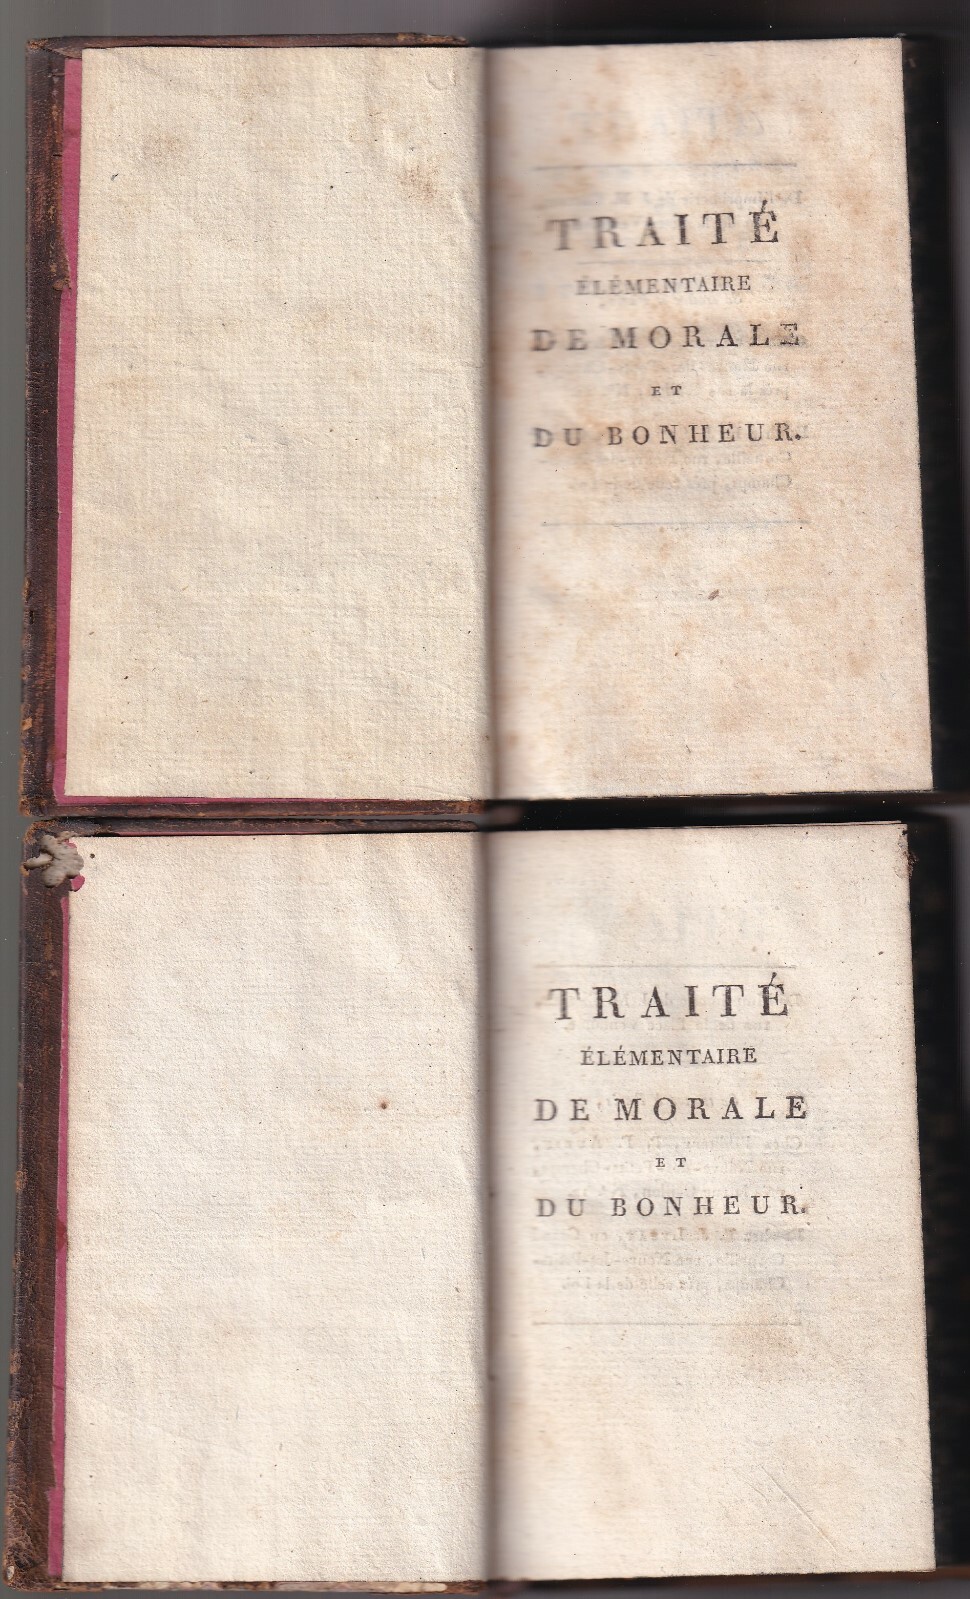 TRAITÉ
ÉLÉMENTAIRE
DE MORALE
ET
DU BONHEUR.
TRAITÉ
ÉLÉMENTAIRE
DE MORALE
ET
DU BONHEUR.